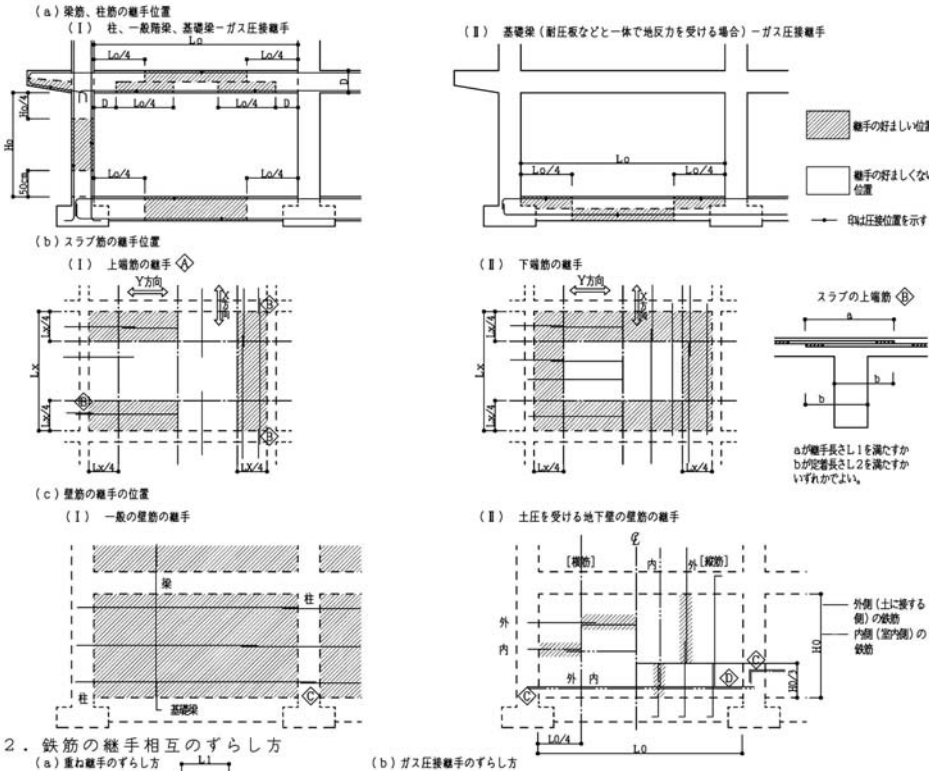 (a) 梁筋、柱筋の継手位置
(Ⅰ) 柱、一般階梁、基礎梁－ガス圧接継手
Lo
Lo/4
Lo/4
D
D
Lo/4
Lo/4
D
Ho/4
Ho
50cm
Lo/4
Lo/4
(Ⅱ) 基礎梁(耐圧板などと一体で地反力を受ける場合)－ガス圧接継手
Lo
Lo/4
Lo/4
継手の好ましい位置
継手の好ましくない
位置
印は圧接位置を示す
(b) スラブ筋の継手位置
(Ⅰ) 上端筋の継手 A
Y方向
X方向
B
Lx/4
Lx
Lx/4
B
B
Lx/4
LX/4
(Ⅱ) 下端筋の継手
Y方向
X方向
Lx/4
Lx
Lx/4
Lx/4
Lx/4
スラブの上端筋 B
a
b
b
aが継手長さL1を満たすか
bが定着長さL2を満たすか
いずれかでよい。
(c) 壁筋の継手の位置
(Ⅰ) 一般の壁筋の継手
梁
柱
柱
C
基礎梁
(Ⅱ) 土圧を受ける地下壁の壁筋の継手
[横筋]
内
外
[縦筋]
外
内
外 内
C
D
C
HO/3
HO
L0/4
L0
外側(土に接する
側)の鉄筋
内側(室内側)の
鉄筋
2. 鉄筋の継手相互のずらし方
(a) 重ね継手のずらし方
L1
(b) ガス圧接継手のずらし方